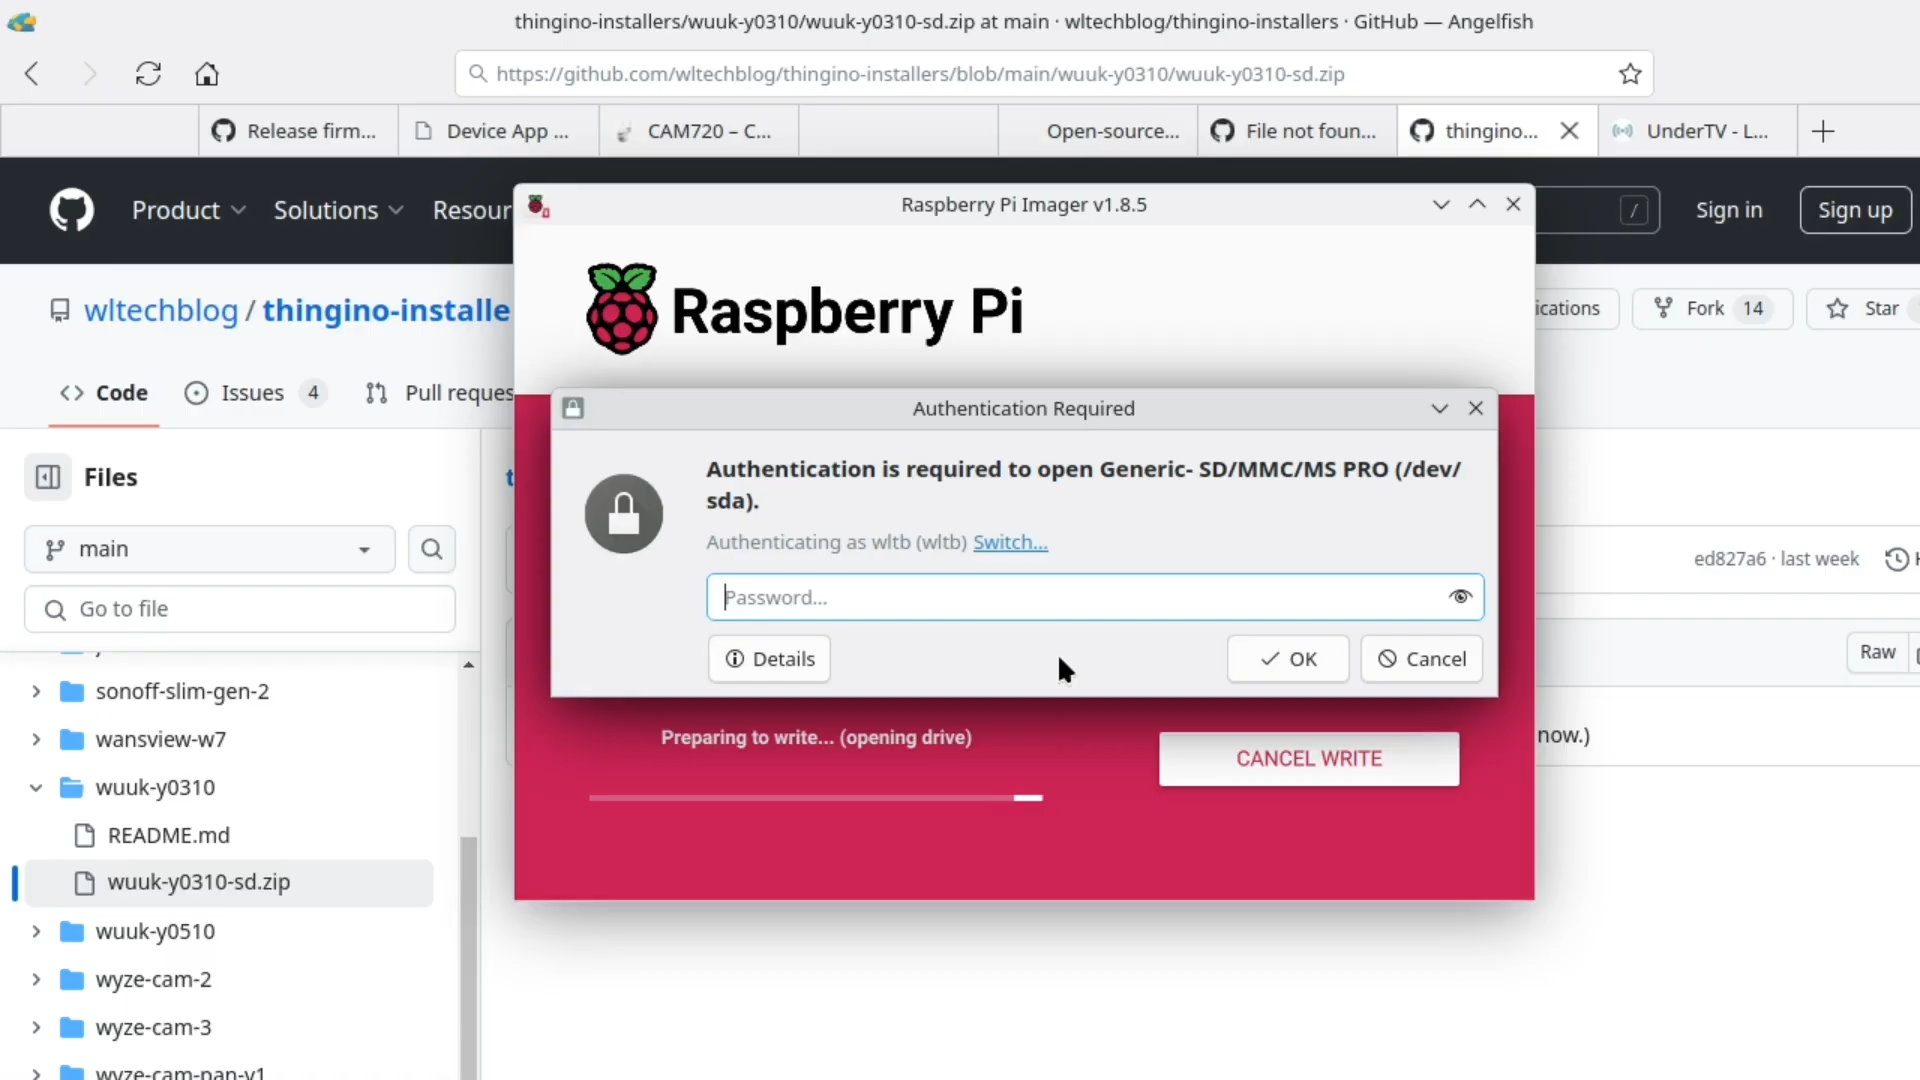 thingino-installers/wuuk-y0310/wuuk-y0310-sd.zip at main · wltechblog/thingino-installers · GitHub — Angelfish
https://github.com/wltechblog/thingino-installers/blob/main/wuuk-y0310/wuuk-y0310-sd.zip
Release firm...
Device App ...
CAM720 – C...
Open-source...
File not foun...
thingino...
UnderTV - L...
Product
Solutions
Resour
Raspberry Pi Imager v1.8.5
/
Sign in
Sign up
wltechblog / thingino-installe
Raspberry Pi
ications
Fork 14
Star
Code
Issues 4
Pull reques
Authentication Required
Files
Authentication is required to open Generic- SD/MMC/MS PRO (/dev/
sda).
Authenticating as wltb (wltb) Switch...
Password...
Details
OK
Cancel
main
ed827a6 · last week
Go to file
Raw
Preparing to write... (opening drive)
CANCEL WRITE
now.)
sonoff-slim-gen-2
wansview-w7
wuuk-y0310
README.md
wuuk-y0310-sd.zip
wuuk-y0510
wyze-cam-2
wyze-cam-3
wyze-cam-pan-v1